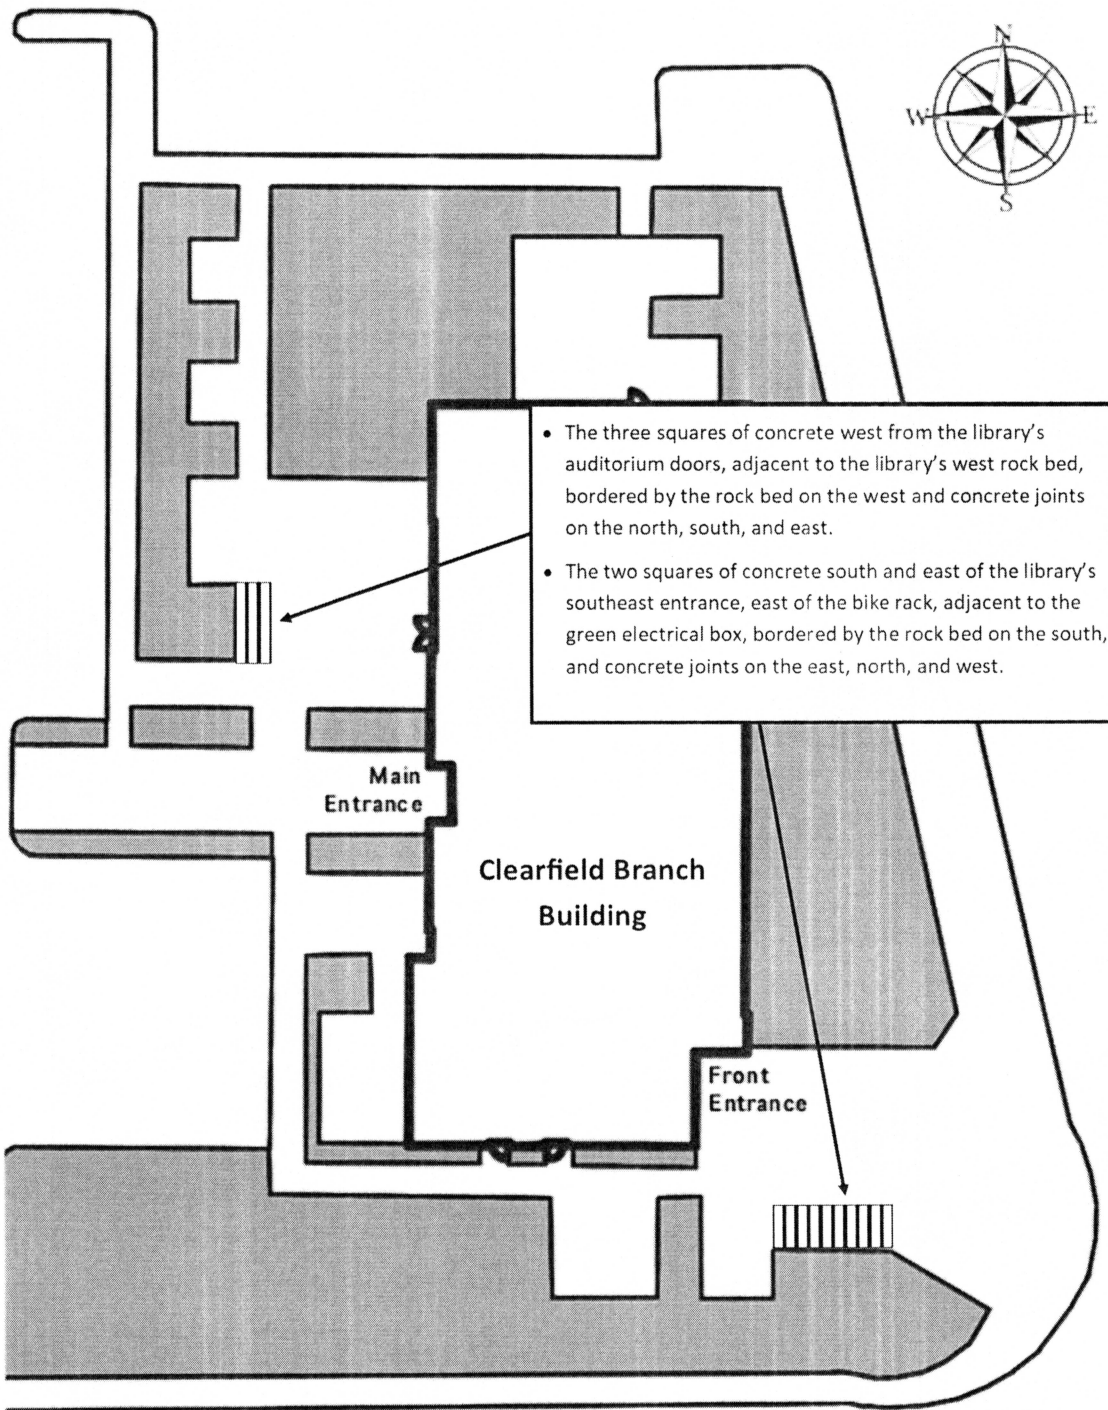 N
W E
S
• The three squares of concrete west from the library's
auditorium doors, adjacent to the library's west rock bed,
bordered by the rock bed on the west and concrete joints
on the north, south, and east.
• The two squares of concrete south and east of the library's
southeast entrance, east of the bike rack, adjacent to the
green electrical box, bordered by the rock bed on the south,
and concrete joints on the east, north, and west.
Main
Entrance
Clearfield Branch
Building
Front
Entrance